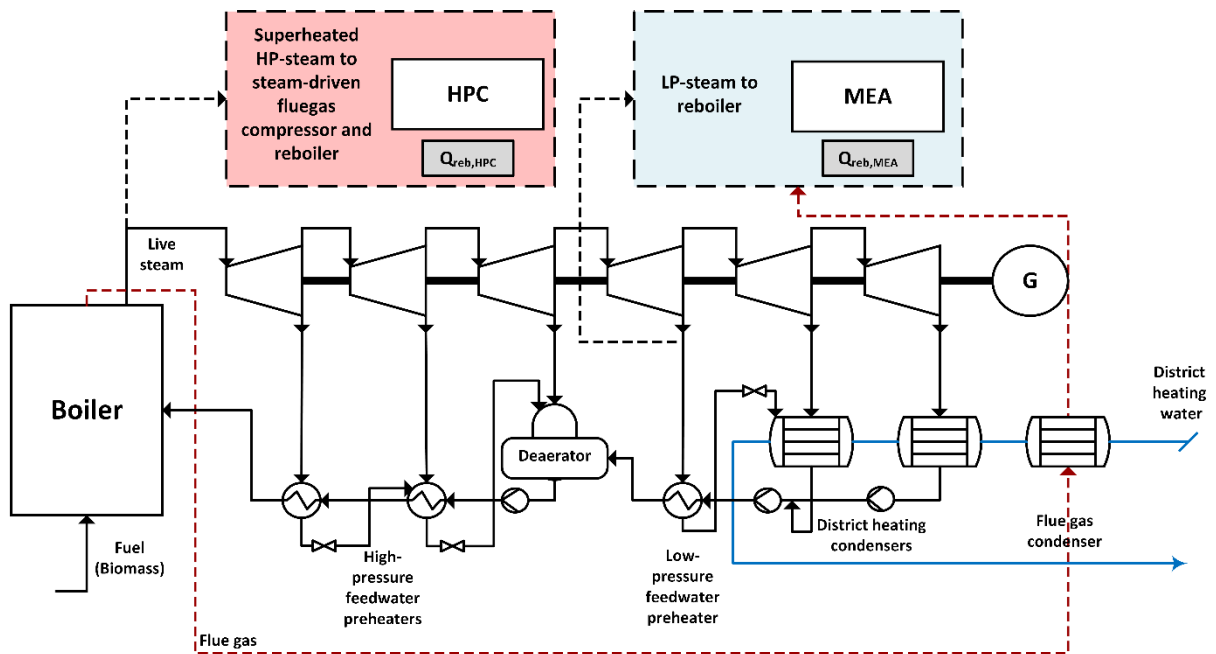 Superheated
HP-steam to
steam-driven
fluegas
compressor and
reboiler
HPC
Qreb,HPC
LP-steam to
reboiler
MEA
Qreb,MEA
Live
steam
G
Boiler
Deaerator
District
heating
water
Fuel
(Biomass)
High-
pressure
feedwater
preheaters
Low-
pressure
feedwater
preheater
District heating
condensers
Flue gas
condenser
Flue gas